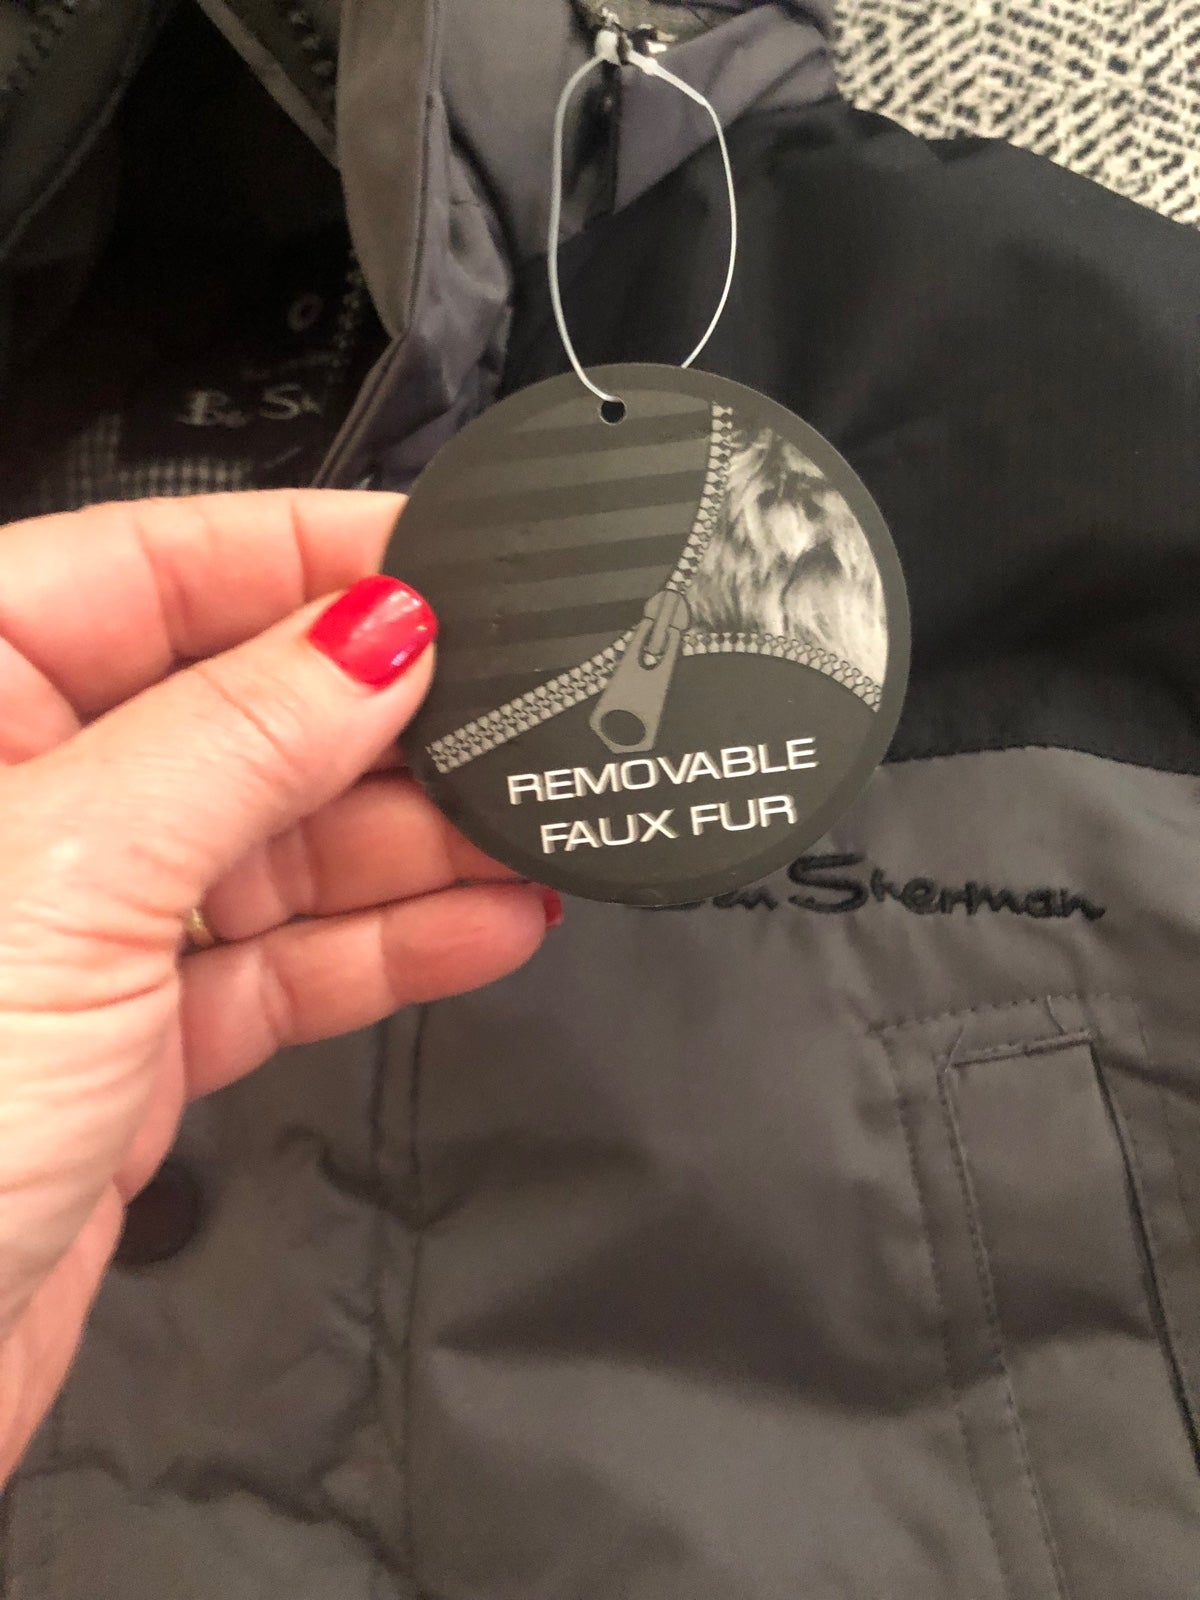 REMOVABLE
FAUX FUR
Sherman